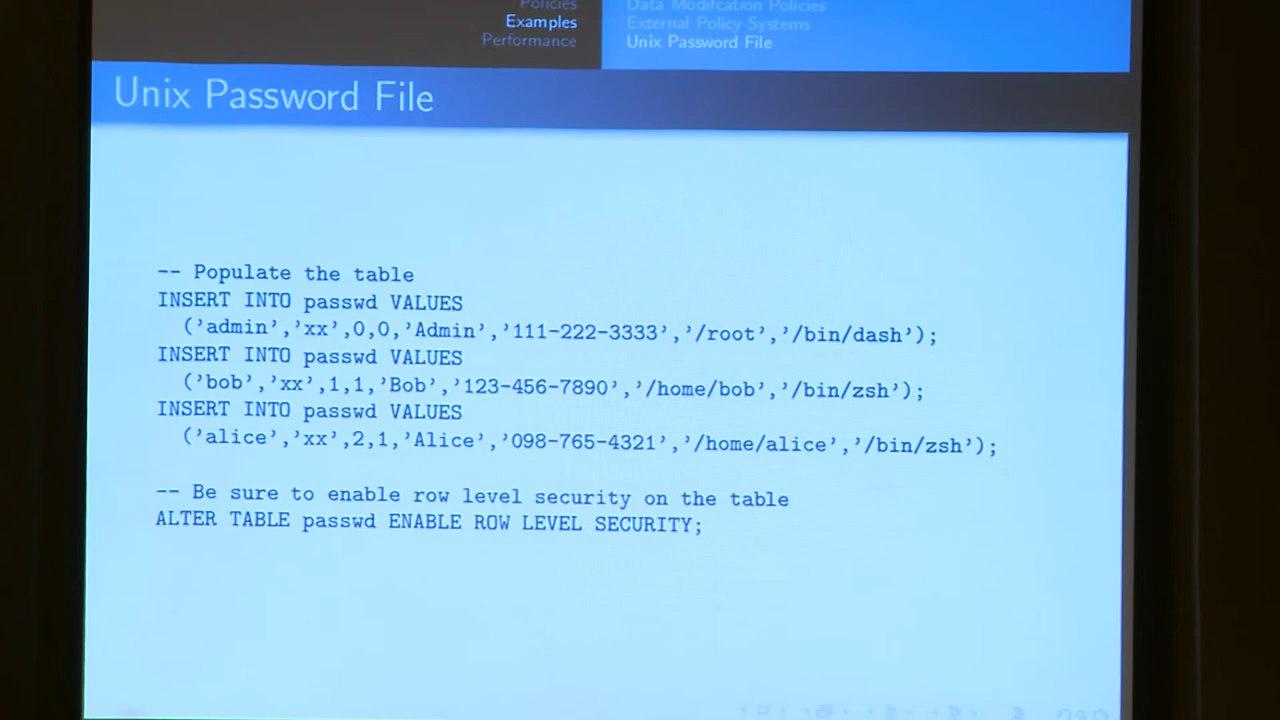 Policies
Examples
Performance
Data Modifcation Policies
External Policy Systems
Unix Password File
Unix Password File
-- Populate the table
INSERT INTO passwd VALUES
('admin','xx',0,0,'Admin','111-222-3333','/root','/bin/dash');
INSERT INTO passwd VALUES
('bob','xx',1,1,'Bob','123-456-7890','/home/bob','/bin/zsh');
INSERT INTO passwd VALUES
('alice','xx',2,1,'Alice','098-765-4321','/home/alice','/bin/zsh');
-- Be sure to enable row level security on the table
ALTER TABLE passwd ENABLE ROW LEVEL SECURITY;